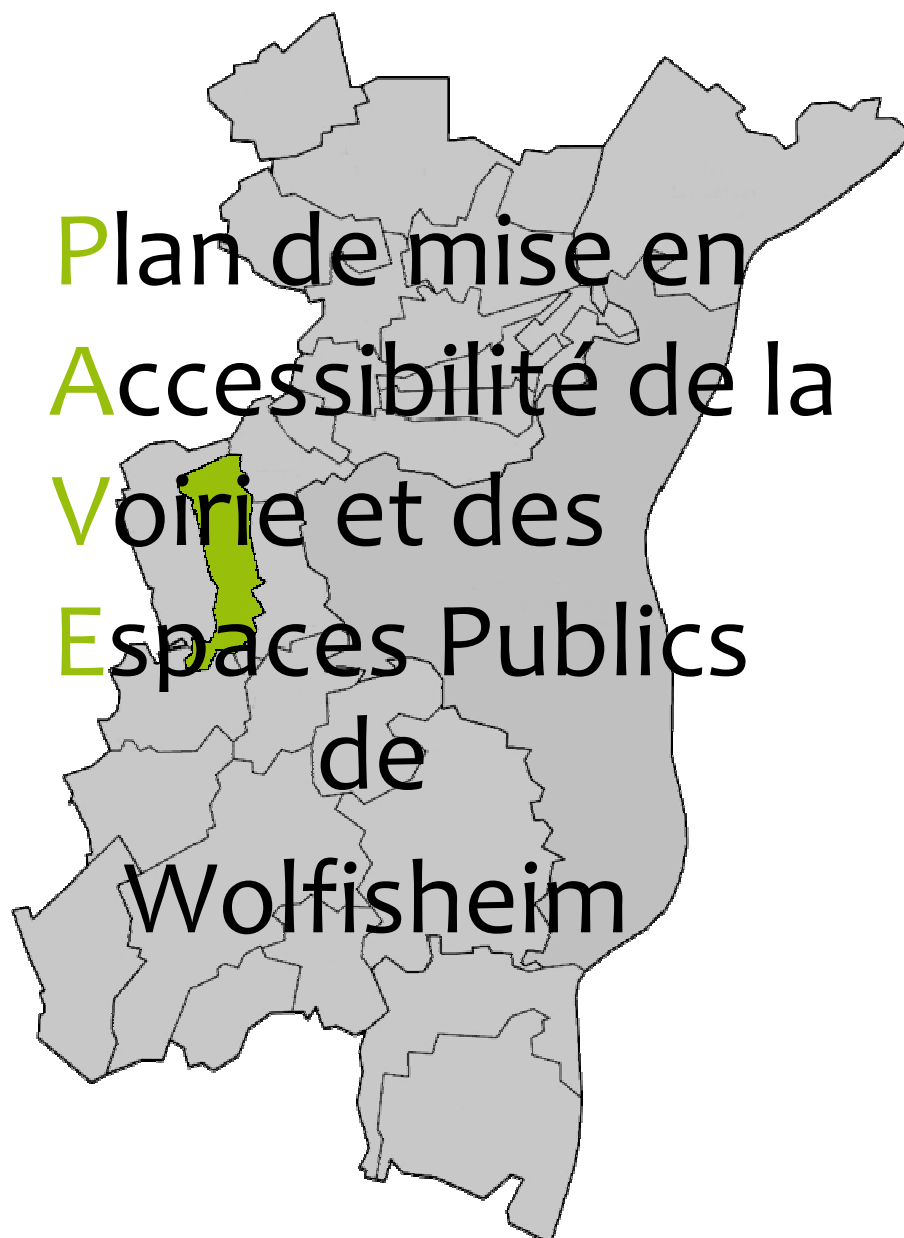 Plan de mise en
Accessibilité de la
Voirie et des
Espaces Publics
de
Wolfisheim